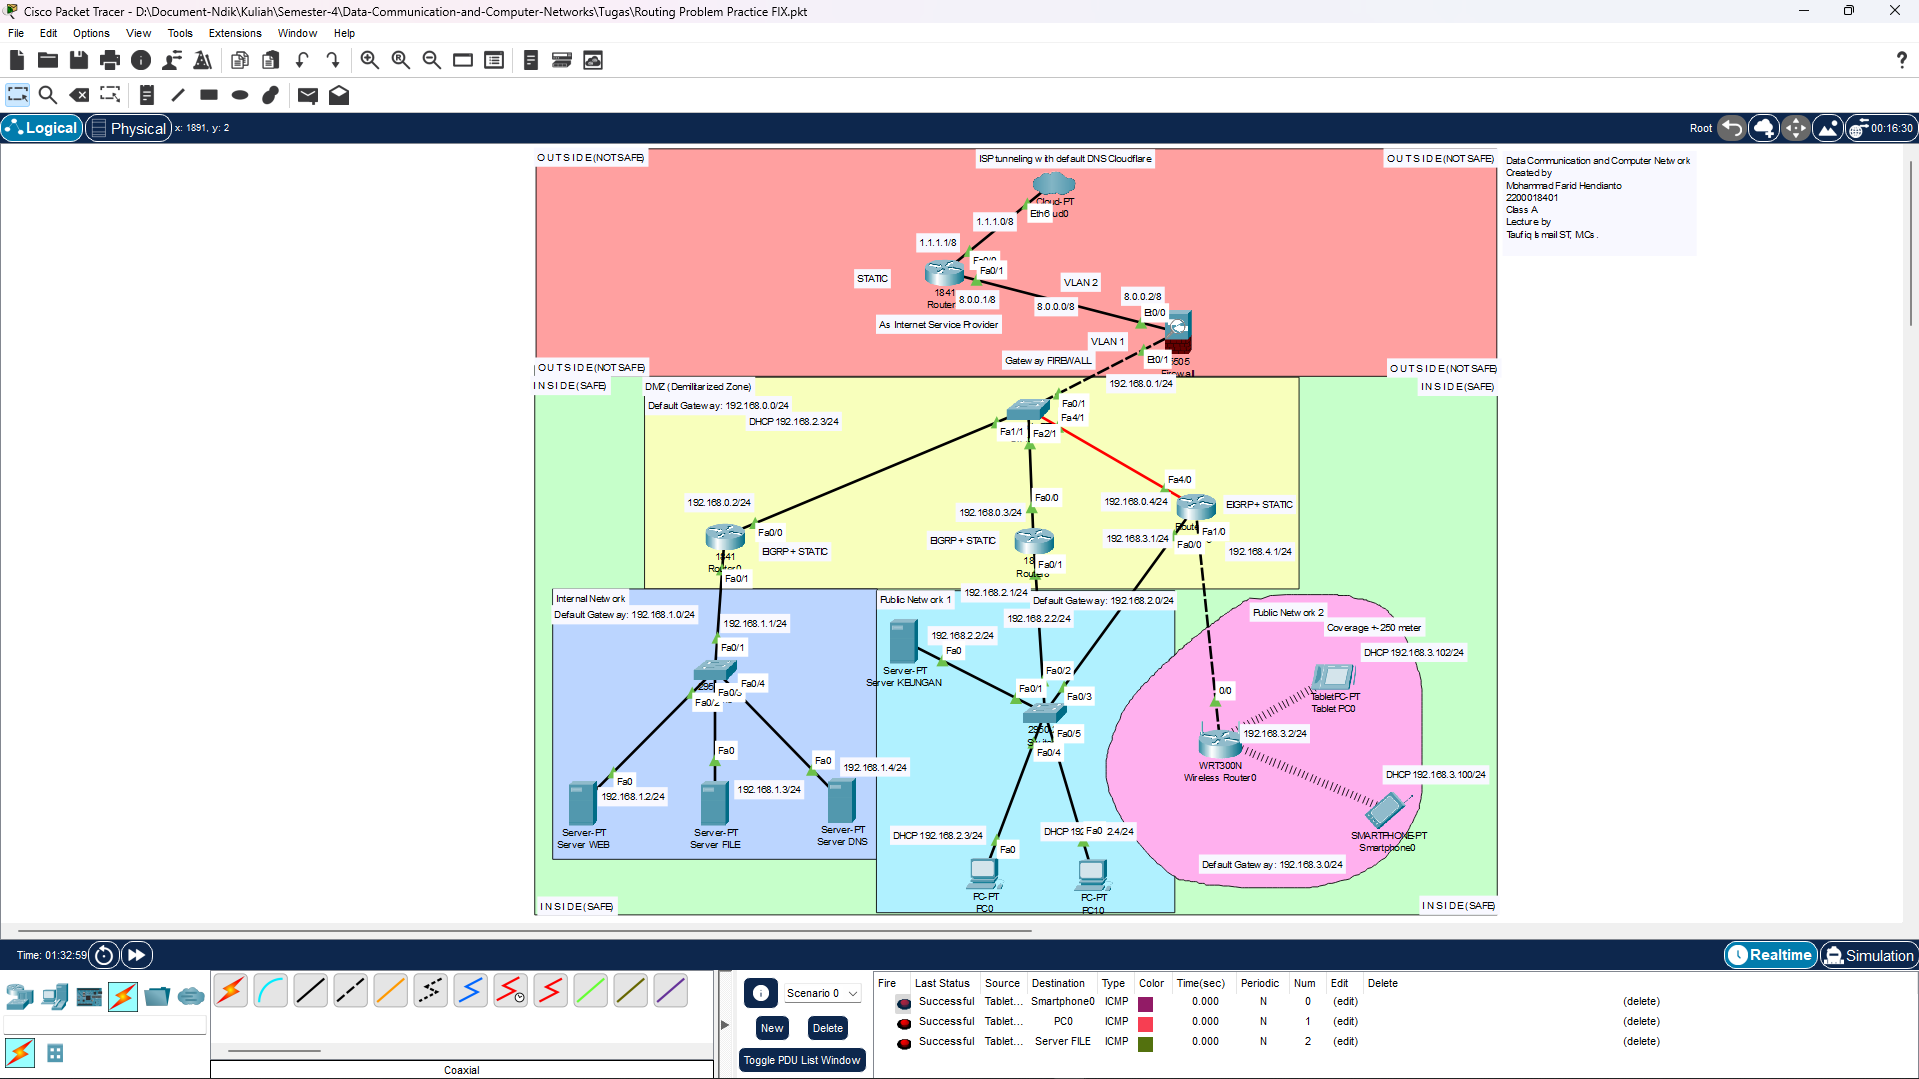 Cisco Packet Tracer - D:\Document-Ndik\Kuliah\Semester-4\Data-Communication-and-Computer-Networks\Tugas\Routing Problem Practice FIX.pkt
File Edit Options View Tools Extensions Window Help
Logical Physical x: 1891, y: 2 Root 00:16:30
OUTSIDE(NOT SAFE)
ISP tunneling with default DNS Cloudflare
OUTSIDE(NOT SAFE)
Data Communication and Computer Network
Created by
Mohammad Farid Hendianto
2200018401
Class A
Lecture by
Taufiq Ismail ST, MCs.
Cloud-PT
Eth6
1.1.1.0/8
1.1.1.1/8
Fa0/1
STATIC
1841
Router
8.0.0.1/8
VLAN 2
8.0.0.0/8
8.0.0.2/8
Et0/0
As Internet Service Provider
VLAN 1
Gateway FIREWALL
Et0/1
5505
OUTSIDE(NOT SAFE)
OUTSIDE(NOT SAFE)
INSIDE(SAFE)
INSIDE(SAFE)
DMZ (Demilitarized Zone)
192.168.0.1/24
Default Gateway: 192.168.0.0/24
DHCP 192.168.2.3/24
Fa0/1
Fa4/1
Fa1/1
Fa2/1
Fa4/0
192.168.0.2/24
Fa0/0
192.168.0.4/24
EIGRP + STATIC
192.168.0.3/24
Fa0/0
EIGRP + STATIC
EIGRP + STATIC
192.168.3.1/24
Fa1/0
Fa0/0
192.168.4.1/24
1841
Fa0/1
Fa0/1
Internal Network
Default Gateway: 192.168.1.0/24
Public Network 1
192.168.2.1/24
Default Gateway: 192.168.2.0/24
192.168.2.2/24
Public Network 2
Coverage +-250 meter
192.168.1.1/24
Fa0/1
192.168.2.2/24
Fa0
Server-PT
Server KEUNGAN
DHCP 192.168.3.102/24
Fa0/4
Fa0/2
Fa0/2
Fa0/1
Fa0/3
0/0
TabletPC-PT
Tablet PC0
Fa0/5
Fa0/4
192.168.3.2/24
Fa0
Fa0
192.168.1.4/24
WRT300N
Wireless Router0
Fa0
192.168.1.2/24
192.168.1.3/24
DHCP 192.168.3.100/24
Server-PT
Server WEB
Server-PT
Server FILE
Server-PT
Server DNS
DHCP 192.168.2.3/24
Fa0
Fa0
2.4/24
SMARTPHONE-PT
Smartphone0
Default Gateway: 192.168.3.0/24
PC-PT
PC0
PC-PT
PC10
INSIDE(SAFE)
INSIDE(SAFE)
Time: 01:32:59
Realtime Simulation
Scenario 0
New Delete
Toggle PDU List Window
Coaxial
Fire Last Status Source Destination Type Color Time(sec) Periodic Num Edit Delete
Successful Tablet... Smartphone0 ICMP 0.000 N 0 (edit) (delete)
Successful Tablet... PC0 ICMP 0.000 N 1 (edit) (delete)
Successful Tablet... Server FILE ICMP 0.000 N 2 (edit) (delete)